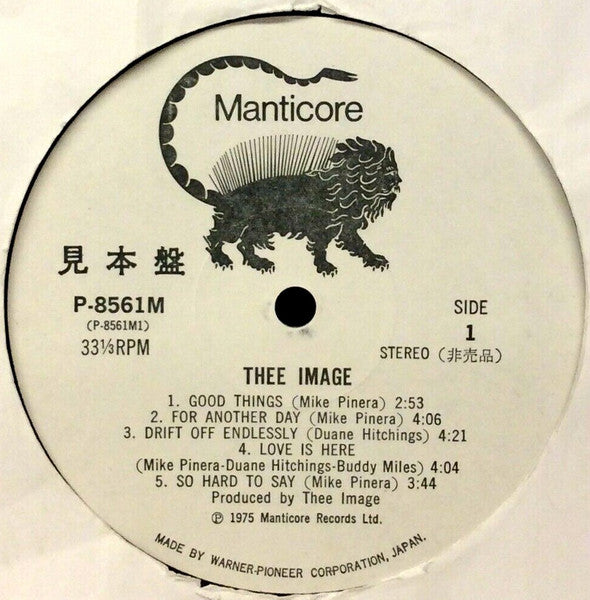 Manticore
見本盤
P-8561M
(P-8561M1)
33⅓RPM
SIDE
1
STEREO (非売品)
THEE IMAGE
1. GOOD THINGS (Mike Pinera) 2:53
2. FOR ANOTHER DAY (Mike Pinera) 4:06
3. DRIFT OFF ENDLESSLY (Duane Hitchings) 4:21
4. LOVE IS HERE
(Mike Pinera-Duane Hitchings-Buddy Miles) 4:04
5. SO HARD TO SAY (Mike Pinera) 3:44
Produced by Thee Image
℗ 1975 Manticore Records Ltd.
MADE BY WARNER-PIONEER CORPORATION, JAPAN.